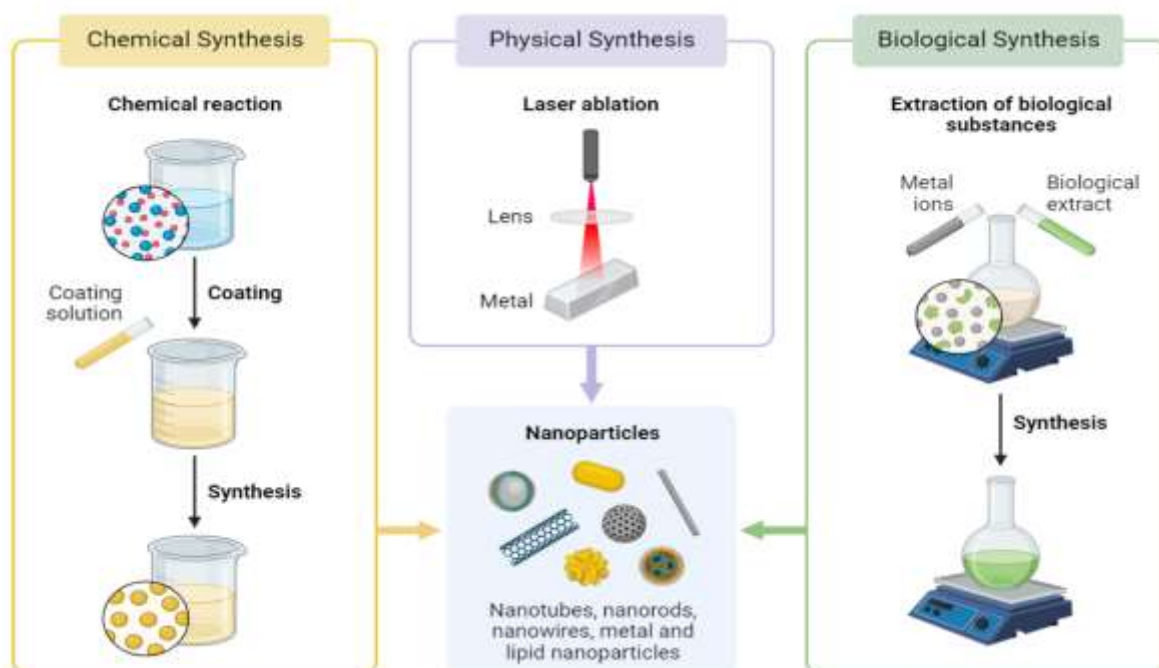 Chemical Synthesis
Chemical reaction
Coating
solution
Coating
Synthesis
Physical Synthesis
Laser ablation
Lens
Metal
Nanoparticles
Nanotubes, nanorods,
nanowires, metal and
lipid nanoparticles
Biological Synthesis
Extraction of biological
substances
Metal
ions
Biological
extract
Synthesis